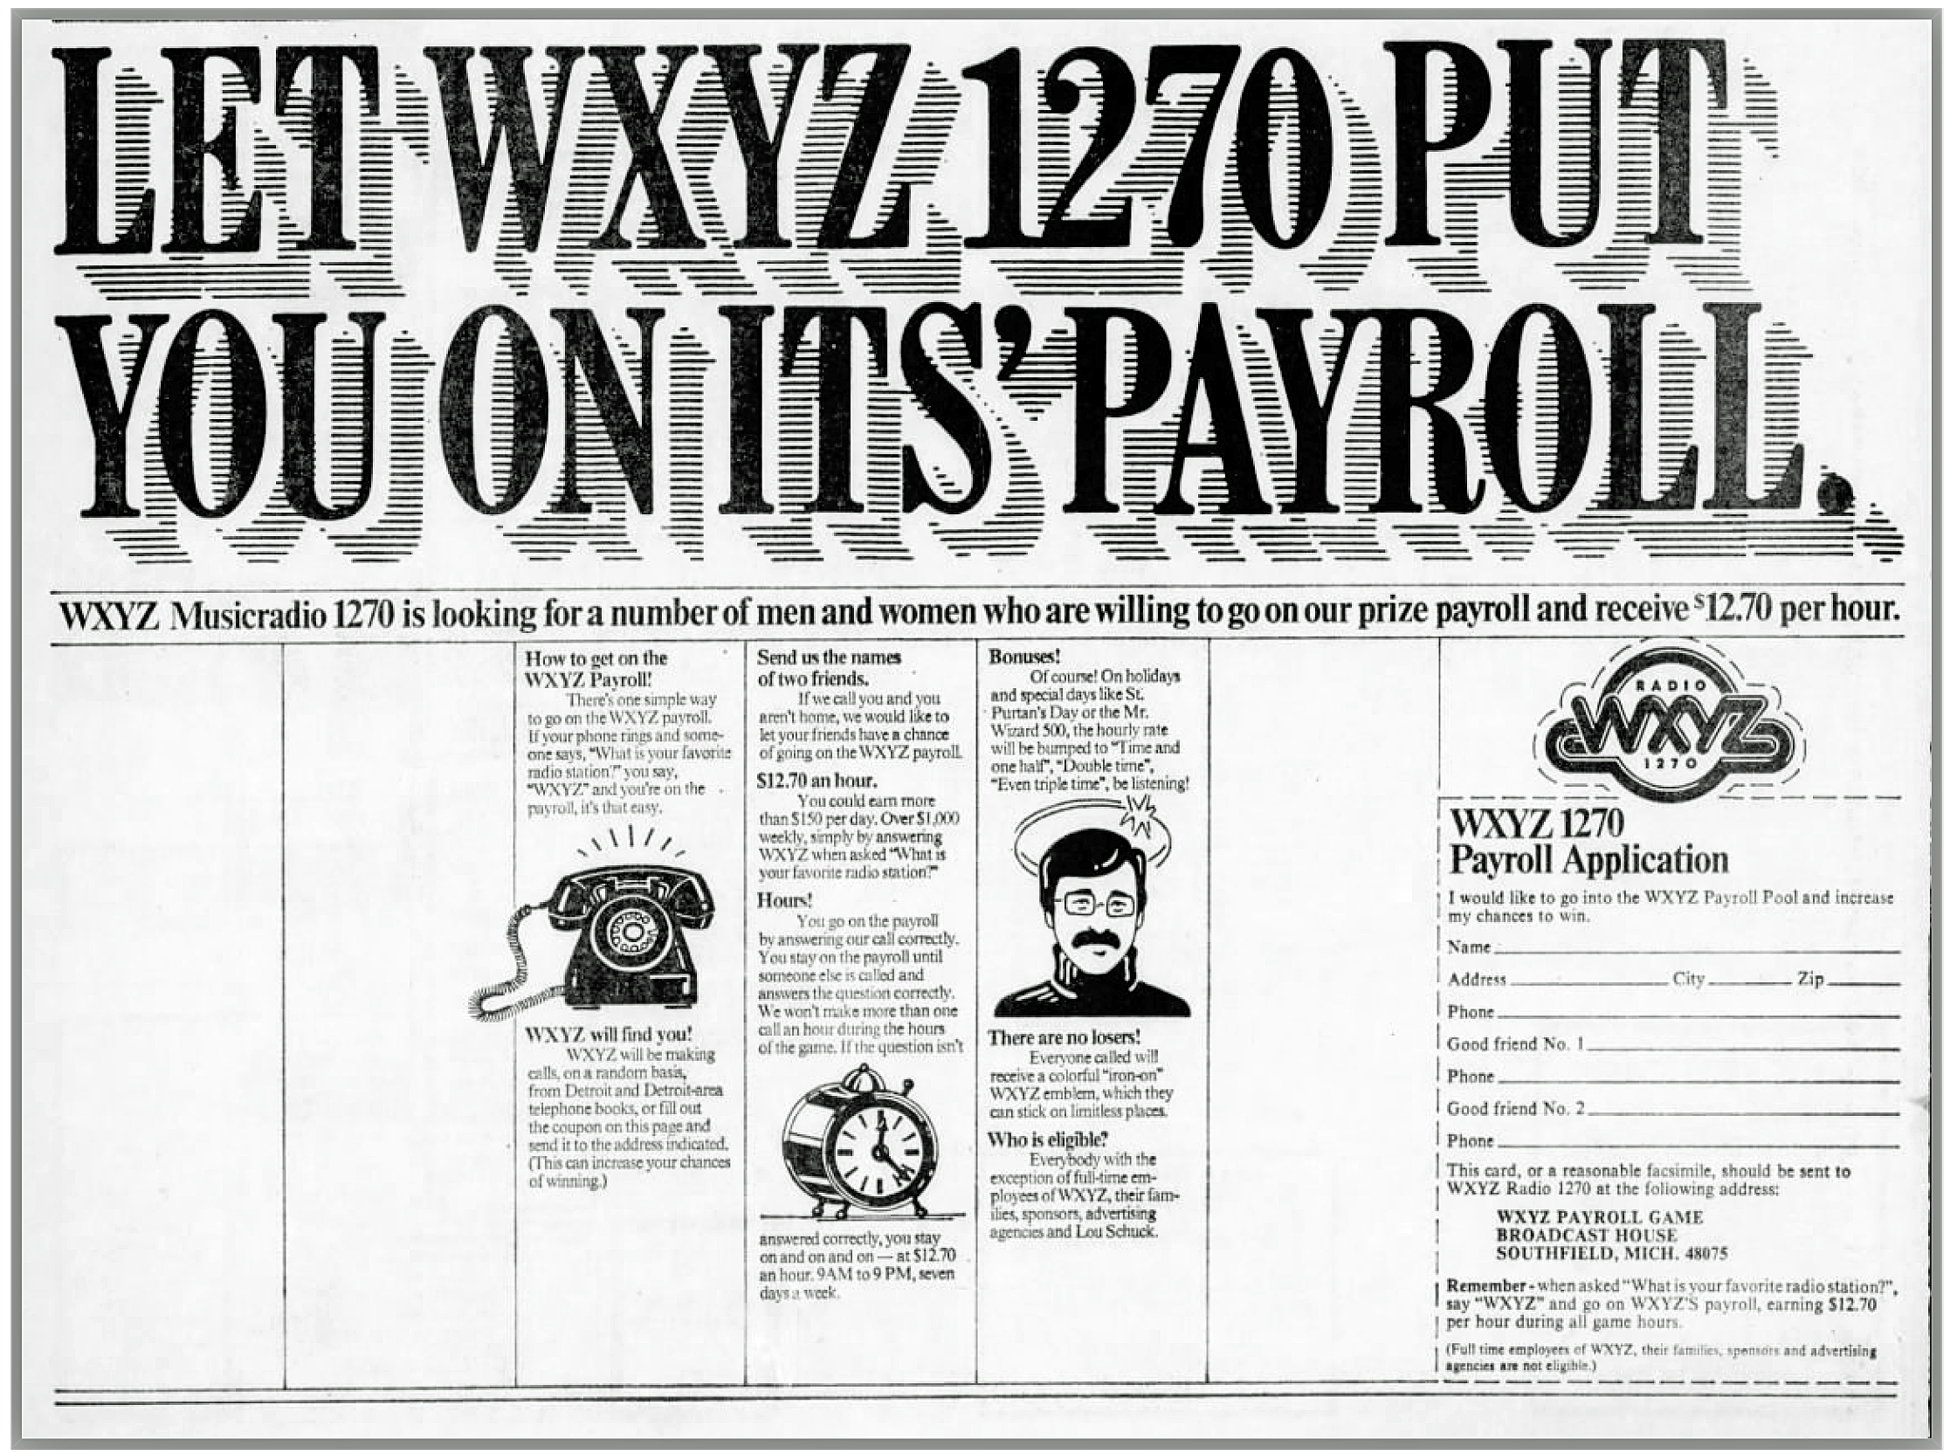 LET WXYZ 1270 PUT
YOU ON ITS' PAYROLL.
WXYZ Musicradio 1270 is looking for a number of men and women who are willing to go on our prize payroll and receive $12.70 per hour.
How to get on the
WXYZ Payroll!
There's one simple way
to go on the WXYZ payroll.
If your phone rings and some-
one says, "What is your favorite
radio station?" you say,
"WXYZ" and you're on the
payroll, it's that easy.
WXYZ will find you!
WXYZ will be making
calls, on a random basis,
from Detroit and Detroit-area
telephone books, or fill out
the coupon on this page and
send it to the address indicated.
(This can increase your chances
of winning.)
Send us the names
of two friends.
If we call you and you
aren't home, we would like to
let your friends have a chance
of going on the WXYZ payroll.
$12.70 an hour.
You could earn more
than $150 per day. Over $1,000
weekly, simply by answering
WXYZ when asked "What is
your favorite radio station?"
Hours!
You go on the payroll
by answering our call correctly.
You stay on the payroll until
someone else is called and
answers the question correctly.
We won't make more than one
call an hour during the hours
of the game. If the question isn't
answered correctly, you stay
on and on and on — at $12.70
an hour. 9AM to 9 PM, seven
days a week.
Bonuses!
Of course! On holidays
and special days like St.
Purtan's Day or the Mr.
Wizard 500, the hourly rate
will be bumped to "Time and
one half", "Double time",
"Even triple time", be listening!
There are no losers!
Everyone called will
receive a colorful "iron-on"
WXYZ emblem, which they
can stick on limitless places.
Who is eligible?
Everybody with the
exception of full-time em-
ployees of WXYZ, their fam-
ilies, sponsors, advertising
agencies and Lou Schuck.
RADIO
WXYZ
1270
WXYZ 1270
Payroll Application
I would like to go into the WXYZ Payroll Pool and increase
my chances to win.
Name
Address City Zip
Phone
Good friend No. 1
Phone
Good friend No. 2
Phone
This card, or a reasonable facsimile, should be sent to
WXYZ Radio 1270 at the following address:
WXYZ PAYROLL GAME
BROADCAST HOUSE
SOUTHFIELD, MICH. 48075
Remember - when asked "What is your favorite radio station?",
say "WXYZ" and go on WXYZ'S payroll, earning $12.70
per hour during all game hours.
(Full time employees of WXYZ, their families, sponsors and advertising
agencies are not eligible.)